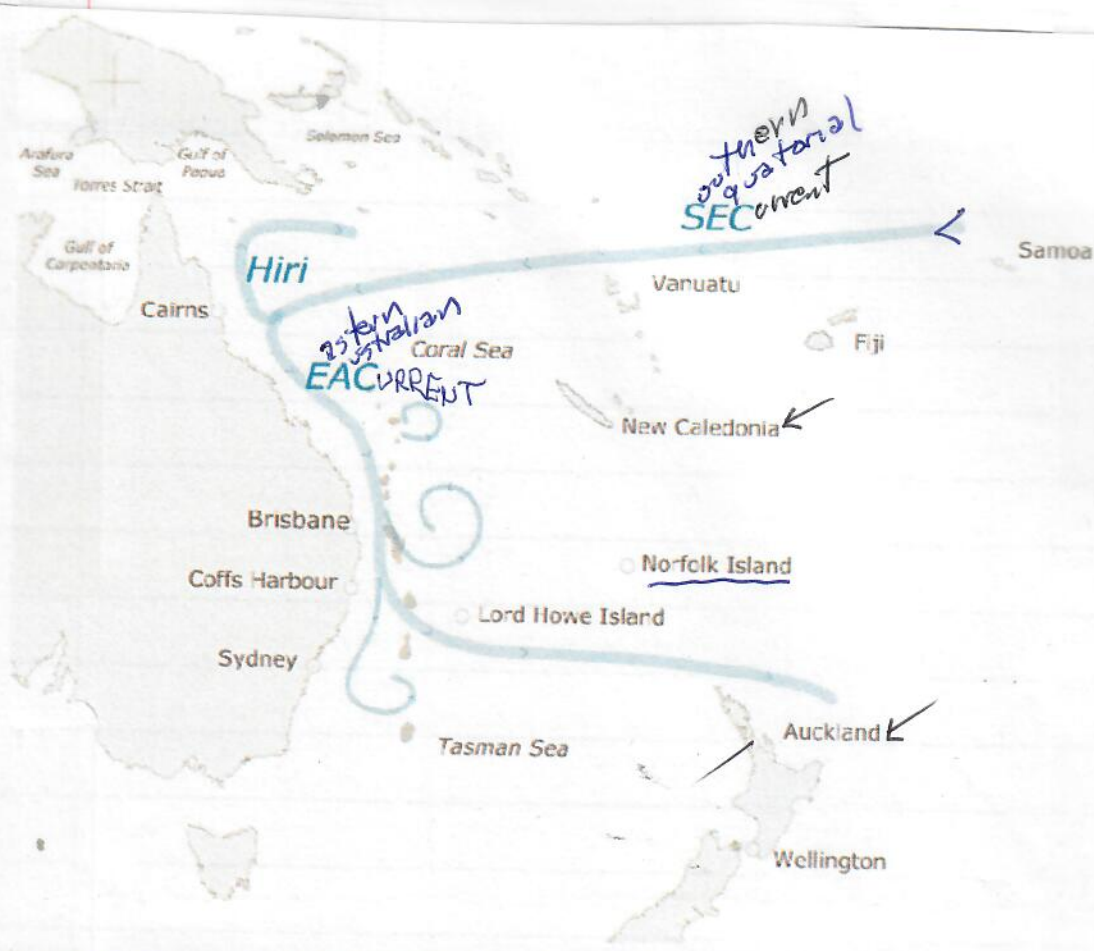 Solomon Sea
Arafura
Sea
Gulf of
Papua
Torres Strait
outhern
quatorial
SECurrent
Gulf of
Carpentaria
Hiri
Samoa
Vanuatu
Cairns
astern
ustralian
Coral Sea
Fiji
EACURRENT
New Caledonia
Brisbane
Norfolk Island
Coffs Harbour
Lord Howe Island
Sydney
Auckland
Tasman Sea
Wellington